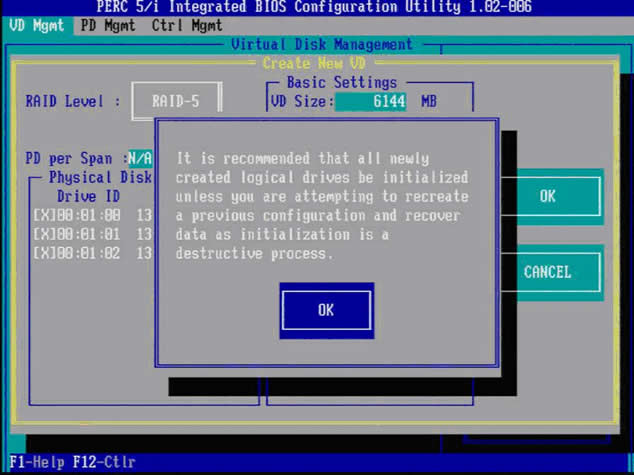 PERC 5/i Integrated BIOS Configuration Utility 1.02-006
VD Mgmt PD Mgmt Ctrl Mgmt
Virtual Disk Management
Create New VD
Basic Settings
RAID Level : RAID-5 VD Size: 6144 MB
PD per Span :N/A
Physical Disk
Drive ID
[X]00:01:00 13
[X]00:01:01 13
[X]00:01:02 13
It is recommended that all newly
created logical drives be initialized
unless you are attempting to recreate
a previous configuration and recover
data as initialization is a
destructive process.
OK
OK
CANCEL
F1-Help F12-Ctlr